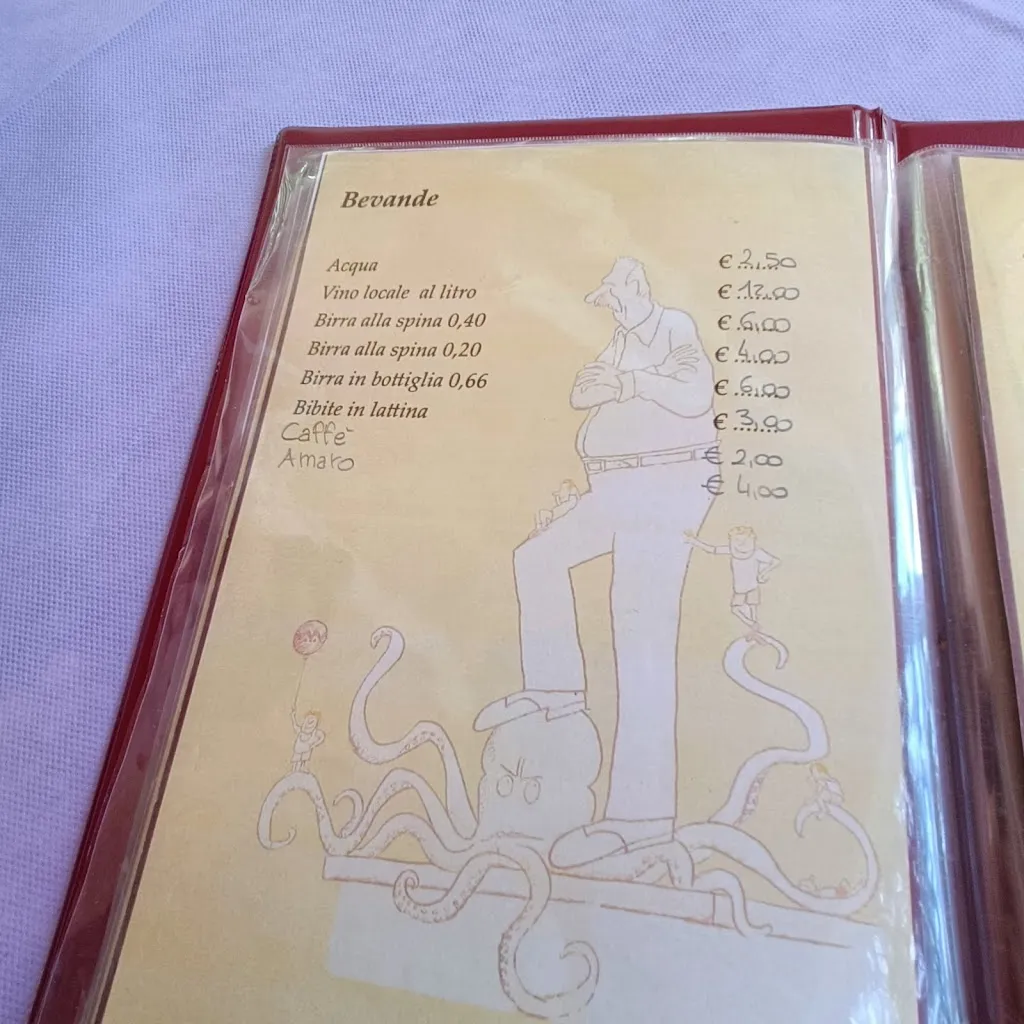 Bevande
Acqua € 2,50
Vino locale al litro € 12,00
Birra alla spina 0,40 € 6,00
Birra alla spina 0,20 € 4,00
Birra in bottiglia 0,66 € 6,00
Bibite in lattina € 3,00
Caffè € 2,00
Amaro € 4,00